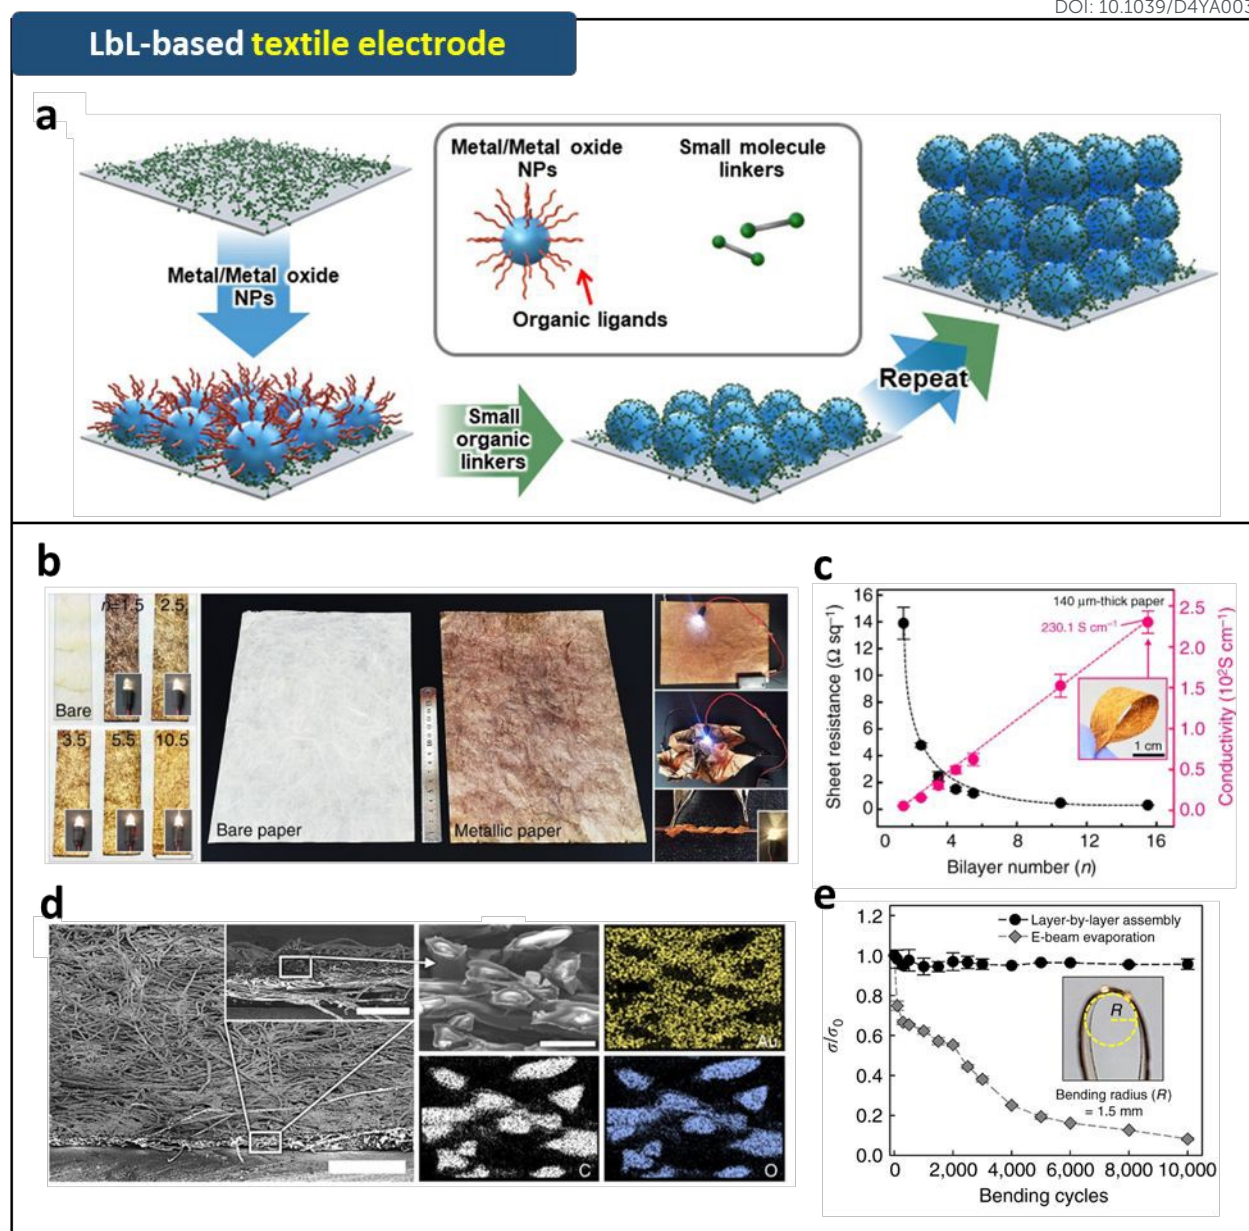 DOI: 10.1039/D4YA003
LbL-based textile electrode
a
Metal/Metal oxide
NPs
Small molecule
linkers
Organic ligands
Metal/Metal oxide
NPs
Small
organic
linkers
Repeat
b
n=1.5
2.5
Bare
3.5
5.5
10.5
Bare paper
Metallic paper
c
140 μm-thick paper
230.1 S cm⁻¹
1 cm
Sheet resistance (Ω sq⁻¹)
16
14
12
10
8
6
4
2
0
Conductivity (10²S cm⁻¹)
2.5
2.0
1.5
1.0
0.5
0.0
0
4
8
12
16
Bilayer number (n)
d
Au
C
O
e
Layer-by-layer assembly
E-beam evaporation
σ/σ₀
1.2
1.0
0.8
0.6
0.4
0.2
0.0
R
Bending radius (R)
= 1.5 mm
0
2,000
4,000
6,000
8,000
10,000
Bending cycles